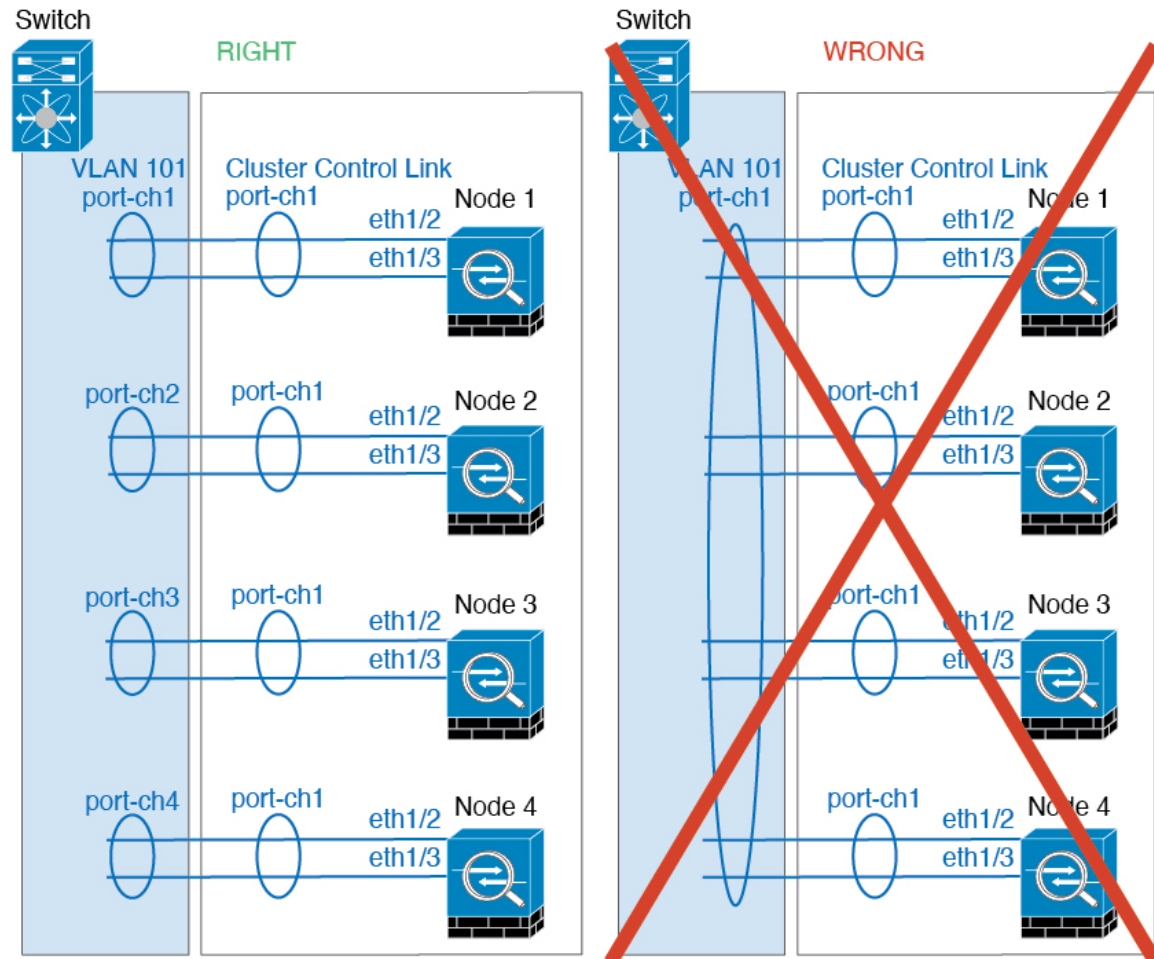 Switch
RIGHT
VLAN 101
port-ch1
Cluster Control Link
port-ch1
Node 1
eth1/2
eth1/3
port-ch2
port-ch1
Node 2
eth1/2
eth1/3
port-ch3
port-ch1
Node 3
eth1/2
eth1/3
port-ch4
port-ch1
Node 4
eth1/2
eth1/3
Switch
WRONG
VLAN 101
port-ch1
Cluster Control Link
port-ch1
Node 1
eth1/2
eth1/3
port-ch1
Node 2
eth1/2
eth1/3
port-ch1
Node 3
eth1/2
eth1/3
port-ch1
Node 4
eth1/2
eth1/3